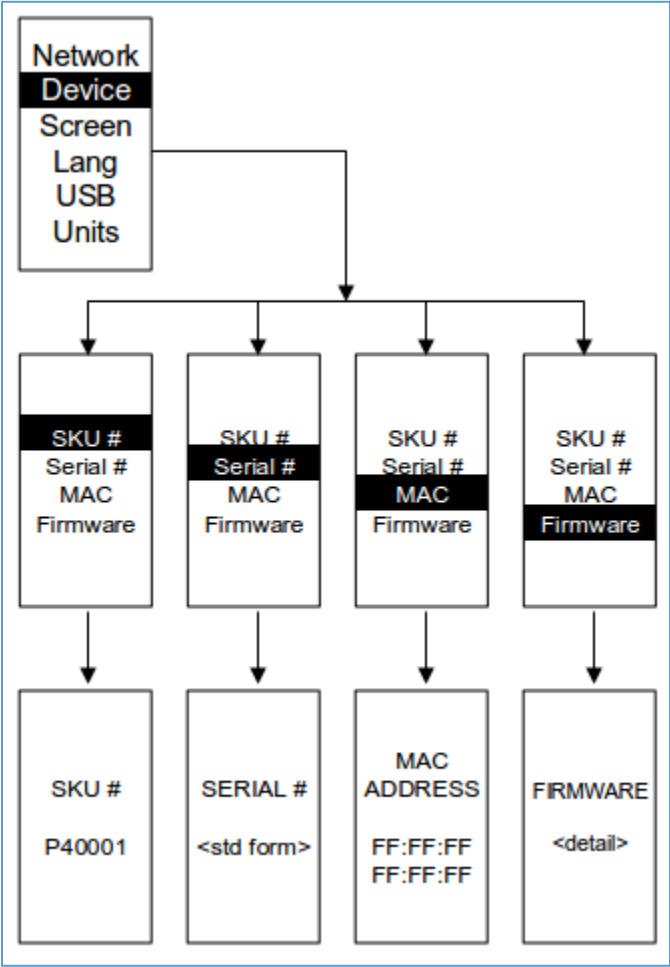 Network
Device
Screen
Lang
USB
Units
SKU #
Serial #
MAC
Firmware
SKU #
Serial #
MAC
Firmware
SKU #
Serial #
MAC
Firmware
SKU #
Serial #
MAC
Firmware
SKU #
P40001
SERIAL #
<std form>
MAC
ADDRESS
FF:FF:FF
FF:FF:FF
FIRMWARE
<detail>